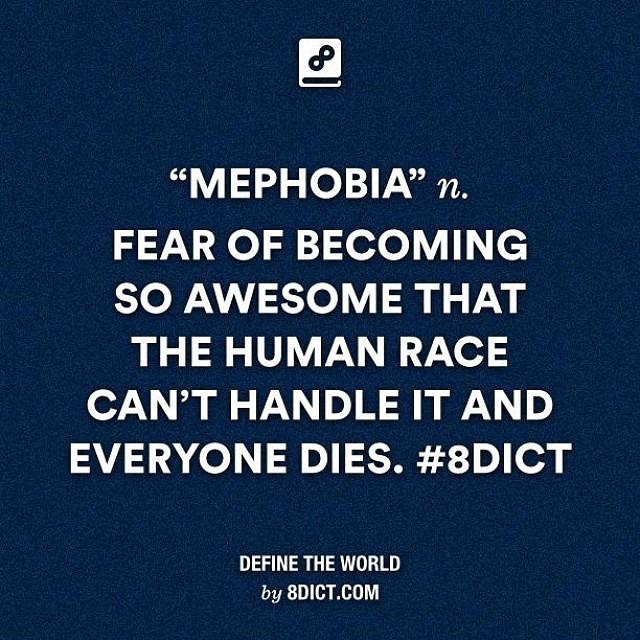 “MEPHOBIA” n.
FEAR OF BECOMING
SO AWESOME THAT
THE HUMAN RACE
CAN’T HANDLE IT AND
EVERYONE DIES. #8DICT
DEFINE THE WORLD
by 8DICT.COM